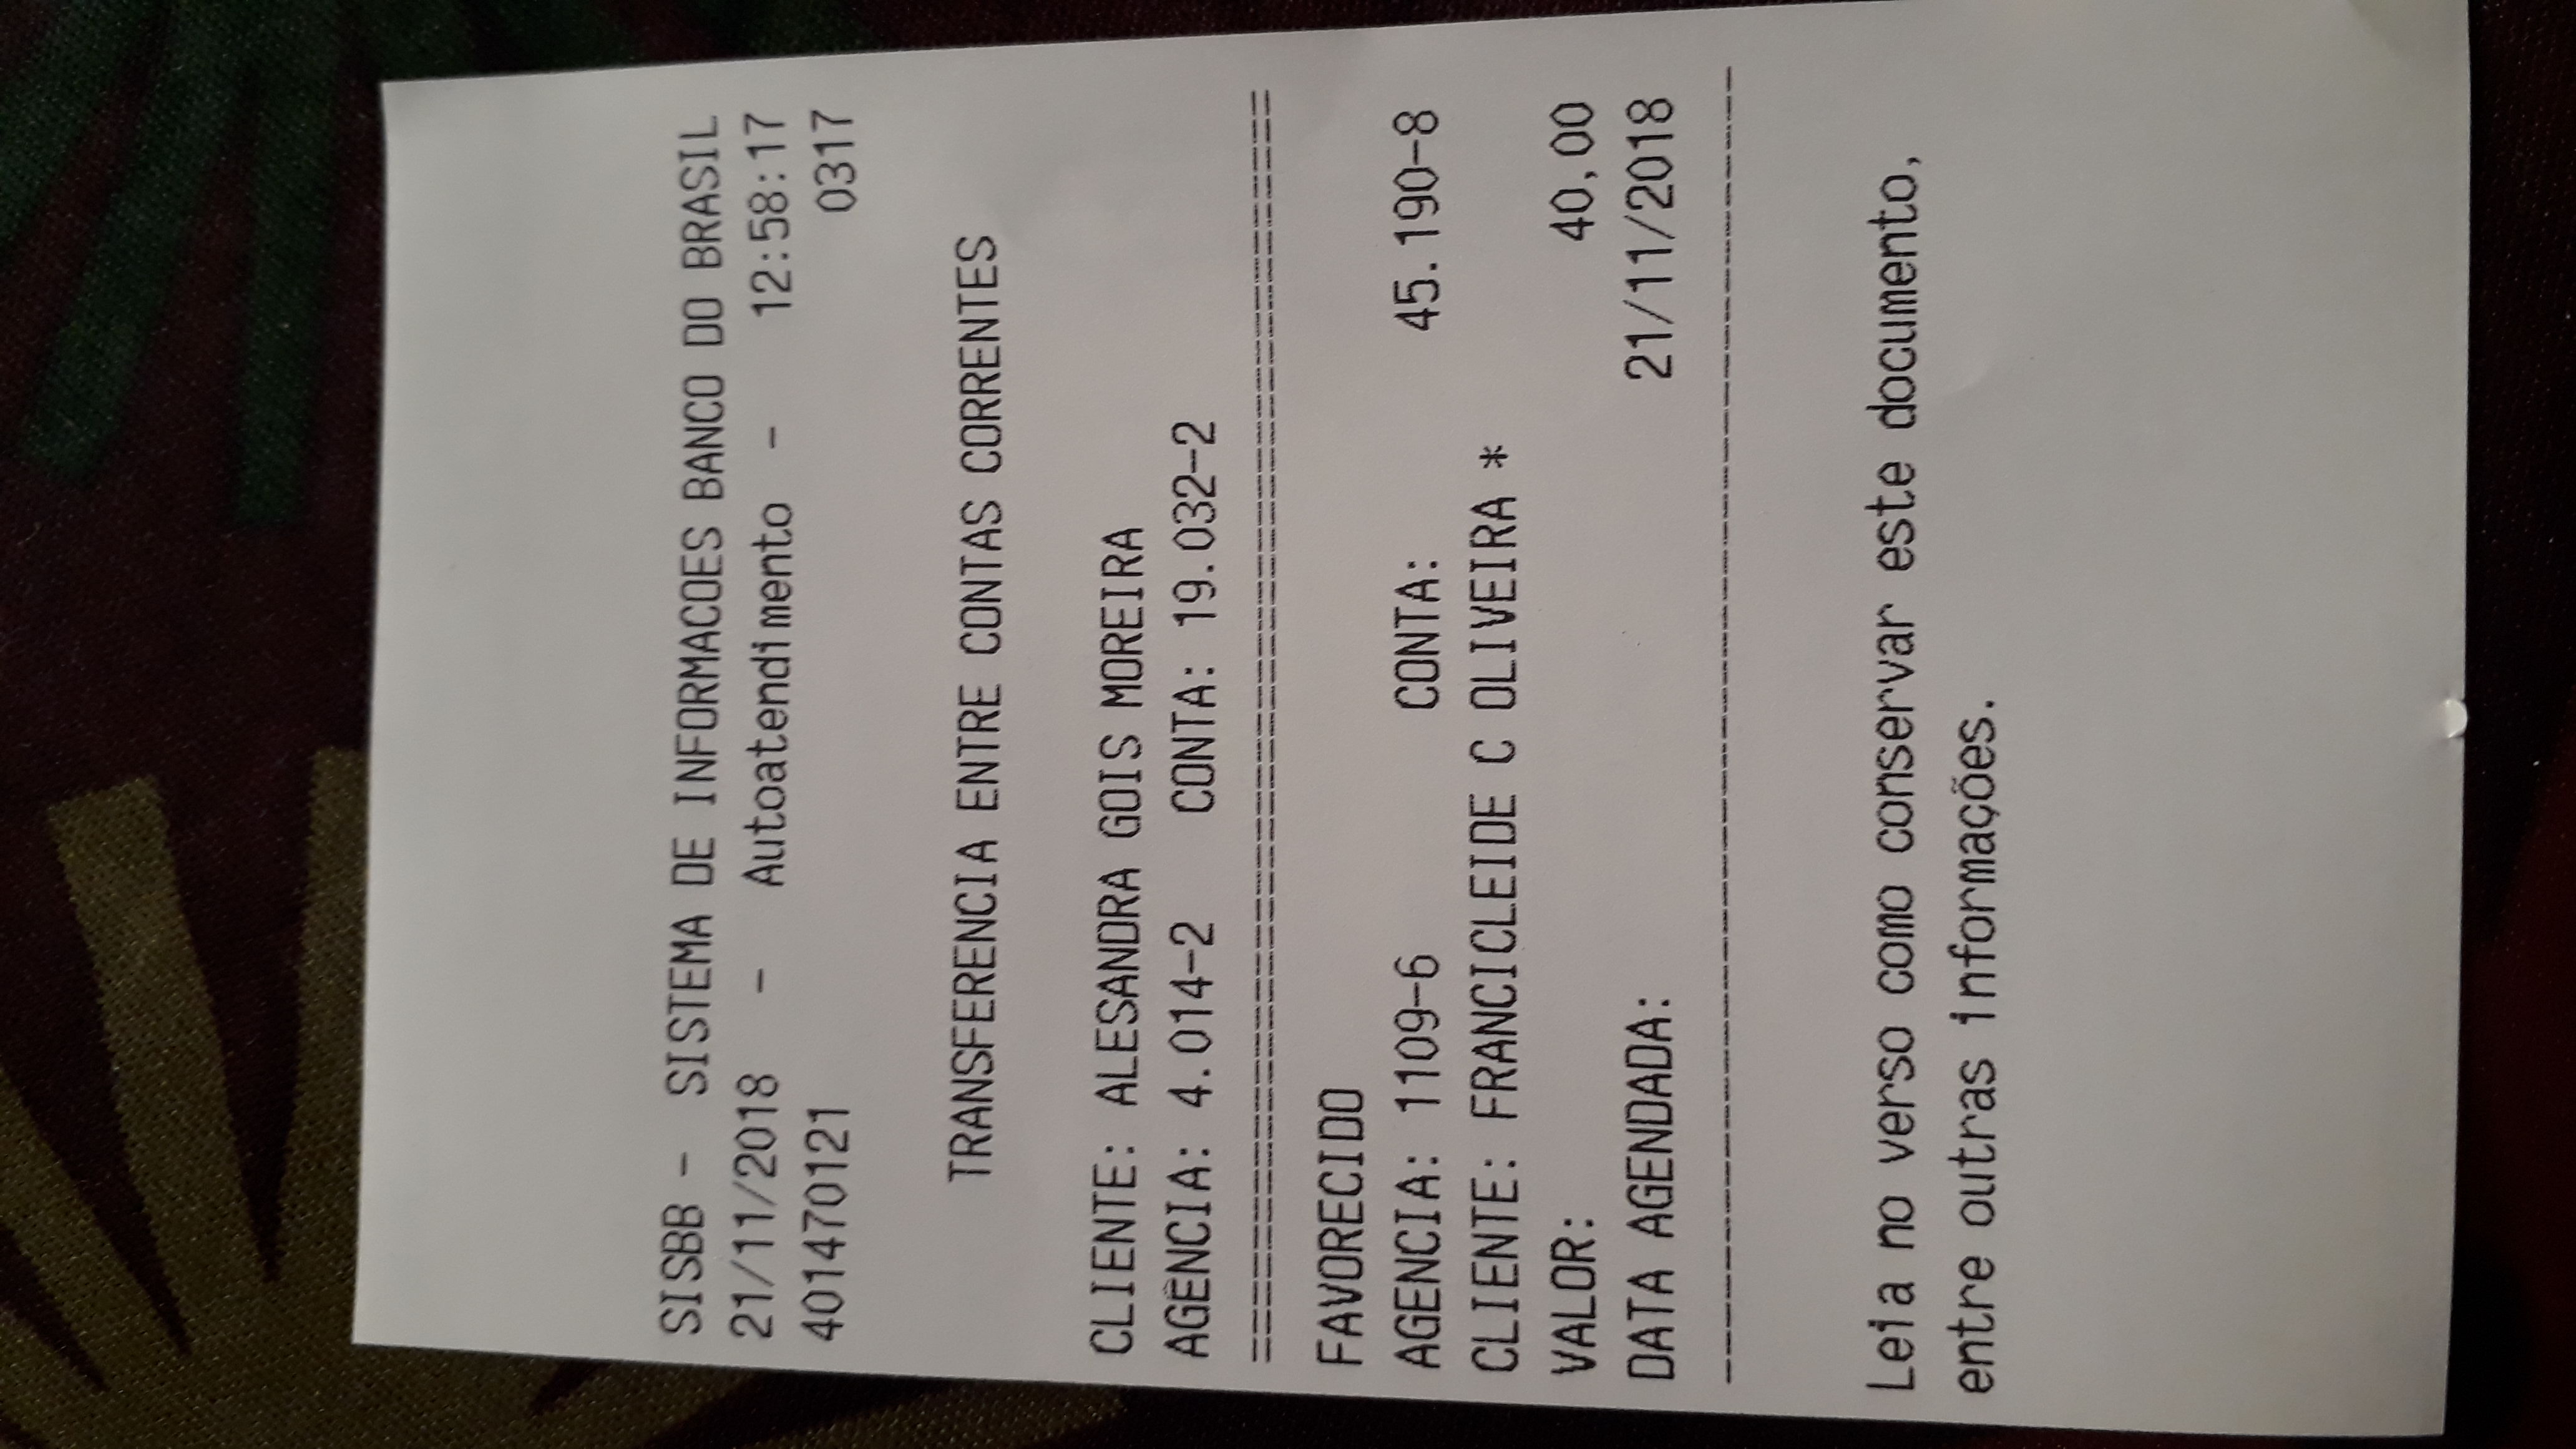 SISBB - SISTEMA DE INFORMACOES BANCO DO BRASIL
21/11/2018 - Autoatendimento - 12:58:17
401470121 0317
TRANSFERENCIA ENTRE CONTAS CORRENTES
CLIENTE: ALESANDRA GOIS MOREIRA
AGÊNCIA: 4.014-2 CONTA: 19.032-2
FAVORECIDO
AGENCIA: 1109-6 CONTA: 45.190-8
CLIENTE: FRANCICLEIDE C OLIVEIRA *
VALOR: 40,00
DATA AGENDADA: 21/11/2018
Leia no verso como conservar este documento,
entre outras informações.